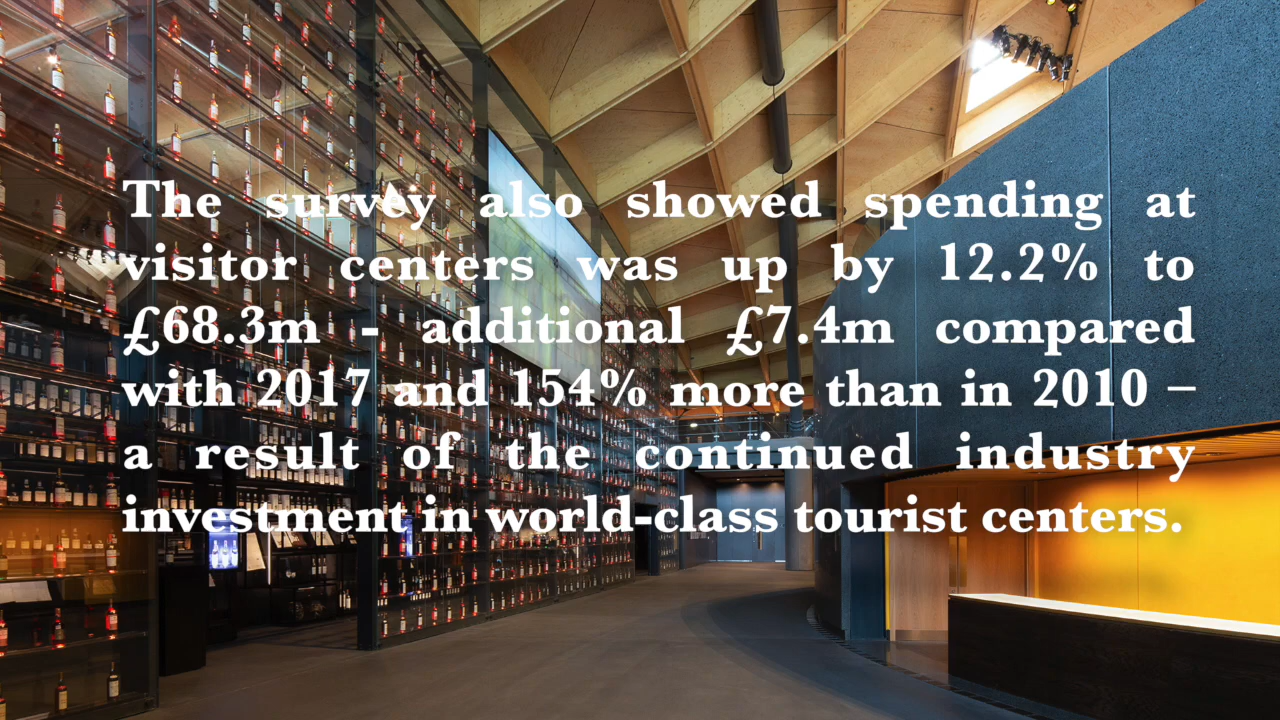 The survey also showed spending at
visitor centers was up by 12.2% to
£68.3m - additional £7.4m compared
with 2017 and 154% more than in 2010 –
a result of the continued industry
investment in world-class tourist centers.